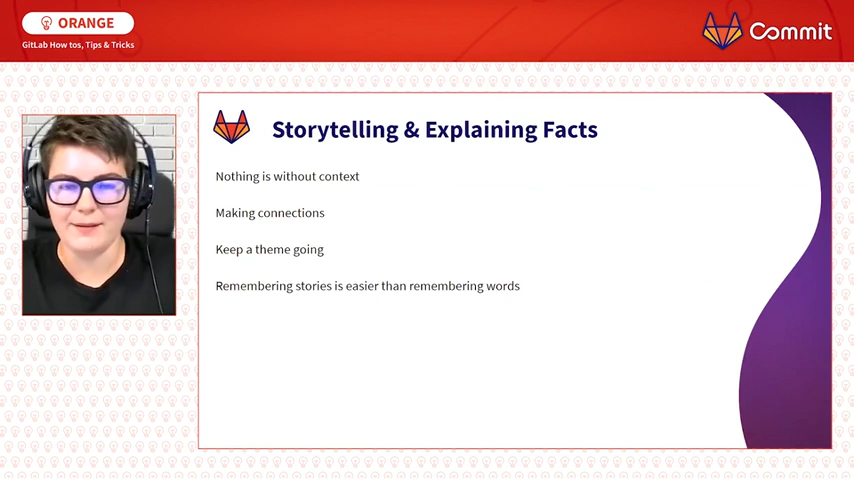 ORANGE
GitLab How tos, Tips & Tricks
Commit
Storytelling & Explaining Facts
Nothing is without context
Making connections
Keep a theme going
Remembering stories is easier than remembering words